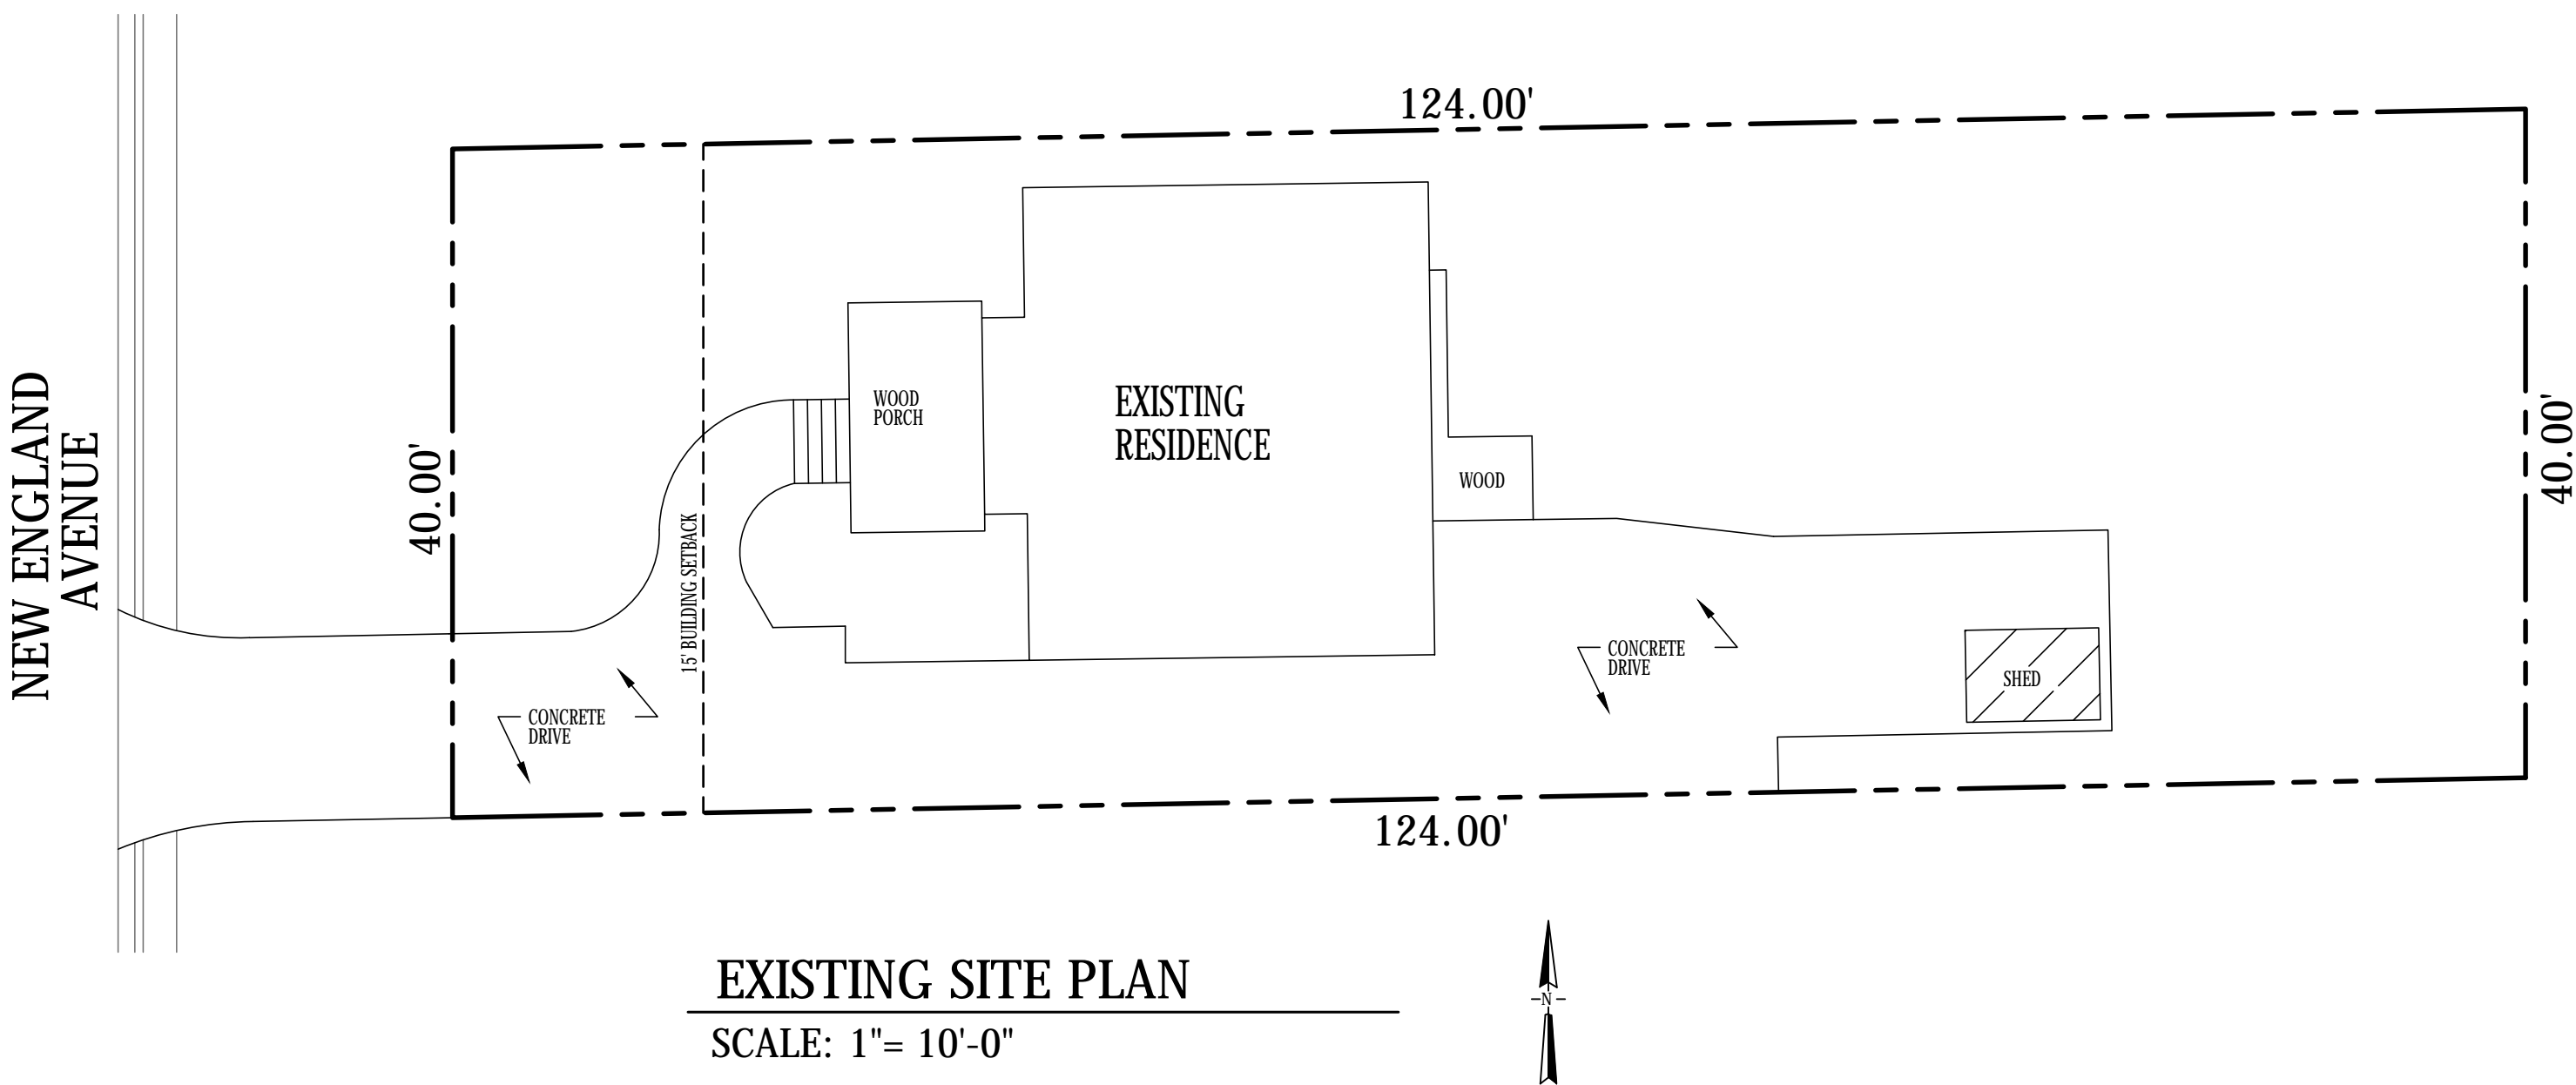 124.00'
NEW ENGLAND
AVENUE
40.00'
15' BUILDING SETBACK
WOOD
PORCH
EXISTING
RESIDENCE
WOOD
40.00'
CONCRETE
DRIVE
CONCRETE
DRIVE
SHED
124.00'
EXISTING SITE PLAN
SCALE: 1"= 10'-0"
N